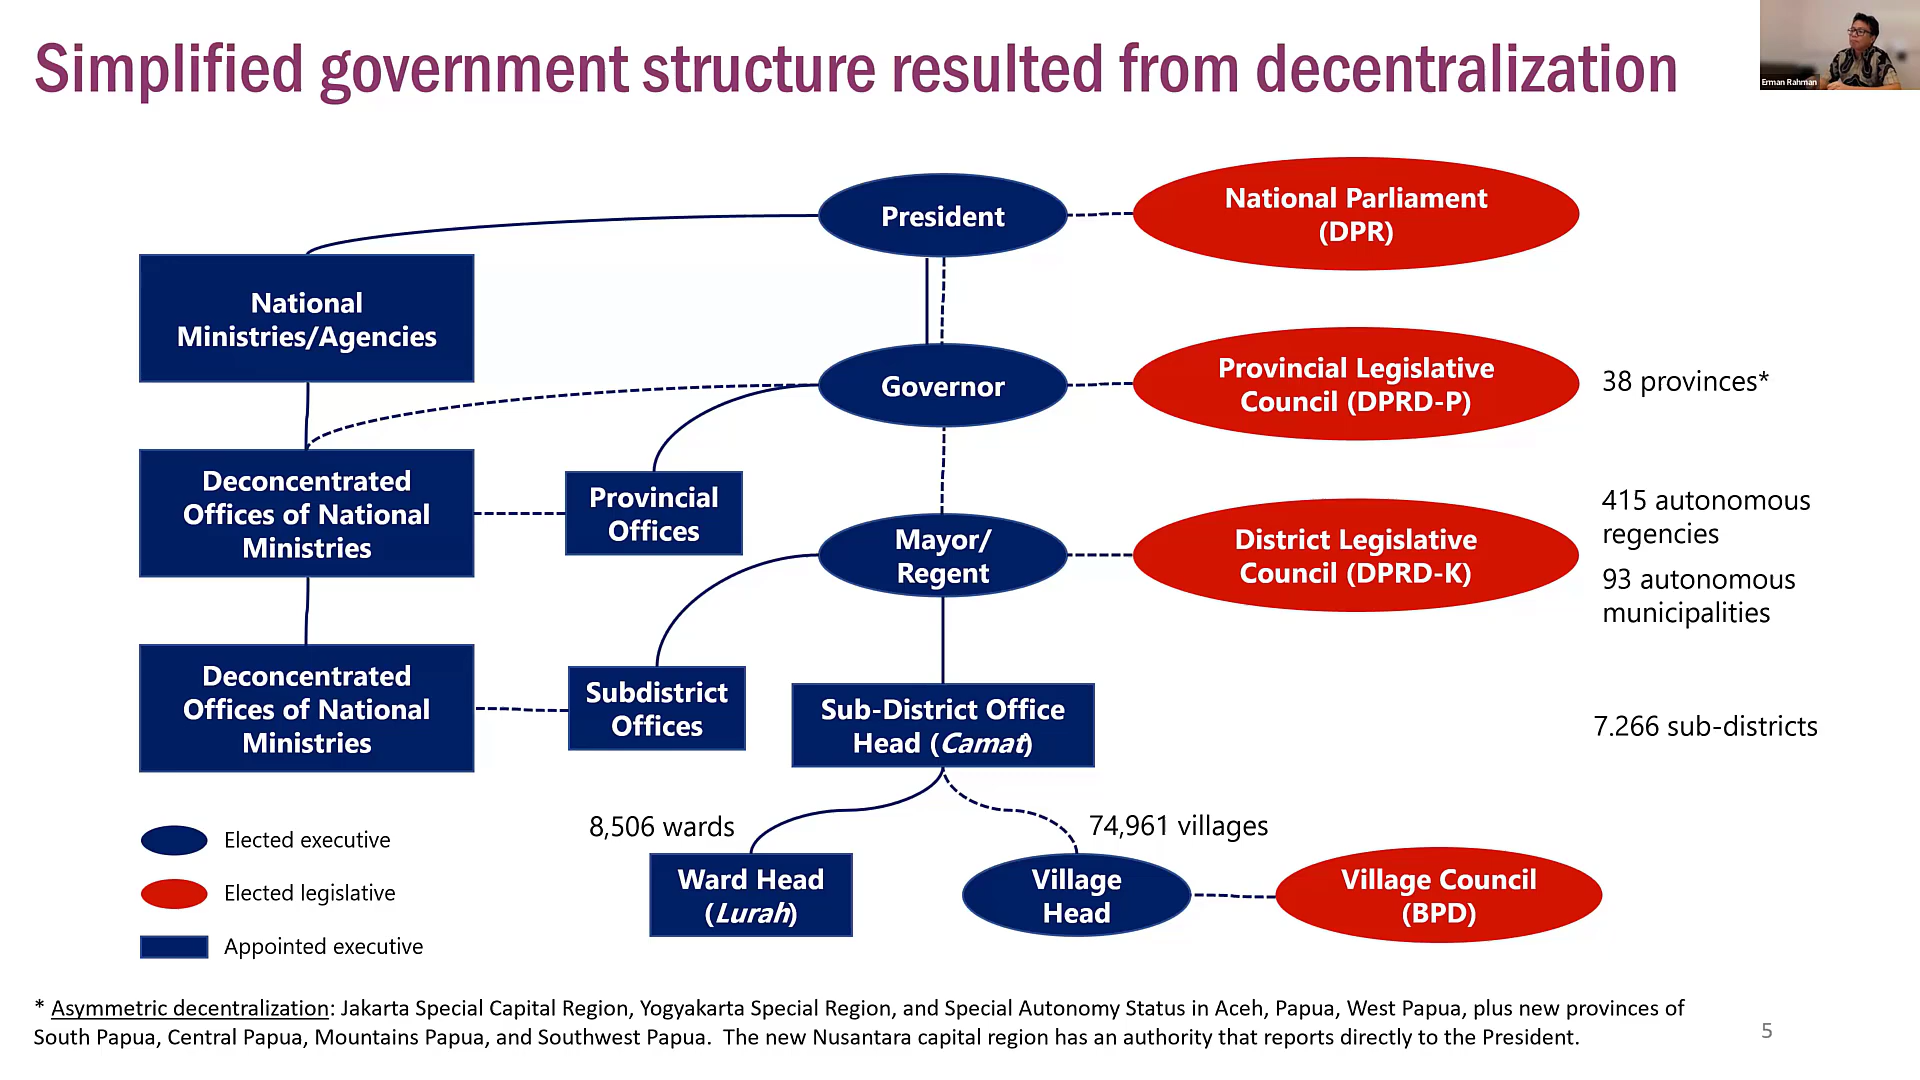 Simplified government structure resulted from decentralization
Erman Rahman
President
National Parliament
(DPR)
National
Ministries/Agencies
Governor
Provincial Legislative
Council (DPRD-P)
38 provinces*
Deconcentrated
Offices of National
Ministries
Provincial
Offices
Mayor/
Regent
District Legislative
Council (DPRD-K)
415 autonomous
regencies
93 autonomous
municipalities
Deconcentrated
Offices of National
Ministries
Subdistrict
Offices
Sub-District Office
Head (Camat)
7.266 sub-districts
8,506 wards
74,961 villages
Ward Head
(Lurah)
Village
Head
Village Council
(BPD)
Elected executive
Elected legislative
Appointed executive
* Asymmetric decentralization: Jakarta Special Capital Region, Yogyakarta Special Region, and Special Autonomy Status in Aceh, Papua, West Papua, plus new provinces of
South Papua, Central Papua, Mountains Papua, and Southwest Papua. The new Nusantara capital region has an authority that reports directly to the President.
5